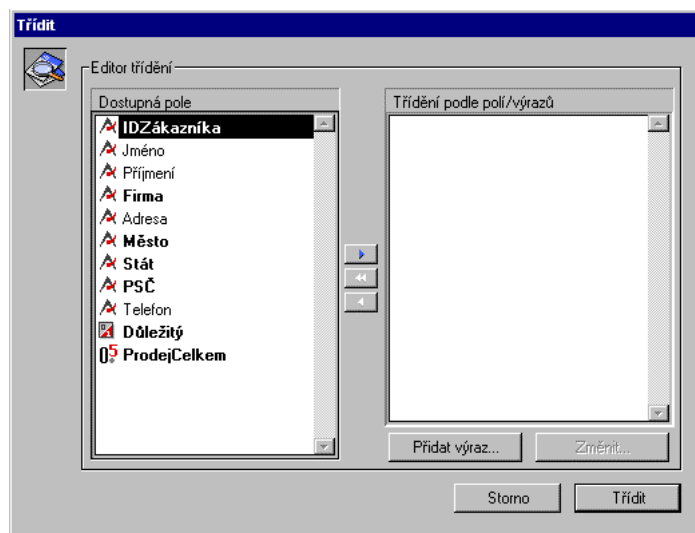 Třídit
Editor třídění
Dostupná pole
IDZákazníka
Jméno
Příjmení
Firma
Adresa
Město
Stát
PSČ
Telefon
Důležitý
ProdejCelkem
Třídění podle polí/výrazů
Přidat výraz...
Změnit...
Storno
Třídit